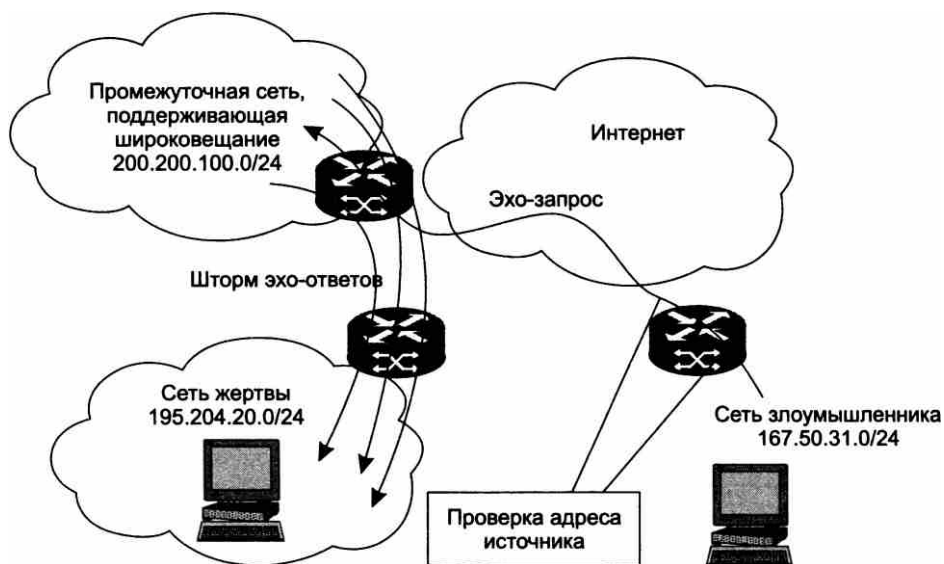 Промежуточная сеть,
поддерживающая
широковещание
200.200.100.0/24
Интернет
Эхо-запрос
Шторм эхо-ответов
Сеть жертвы
195.204.20.0/24
Сеть злоумышленника
167.50.31.0/24
Проверка адреса
источника